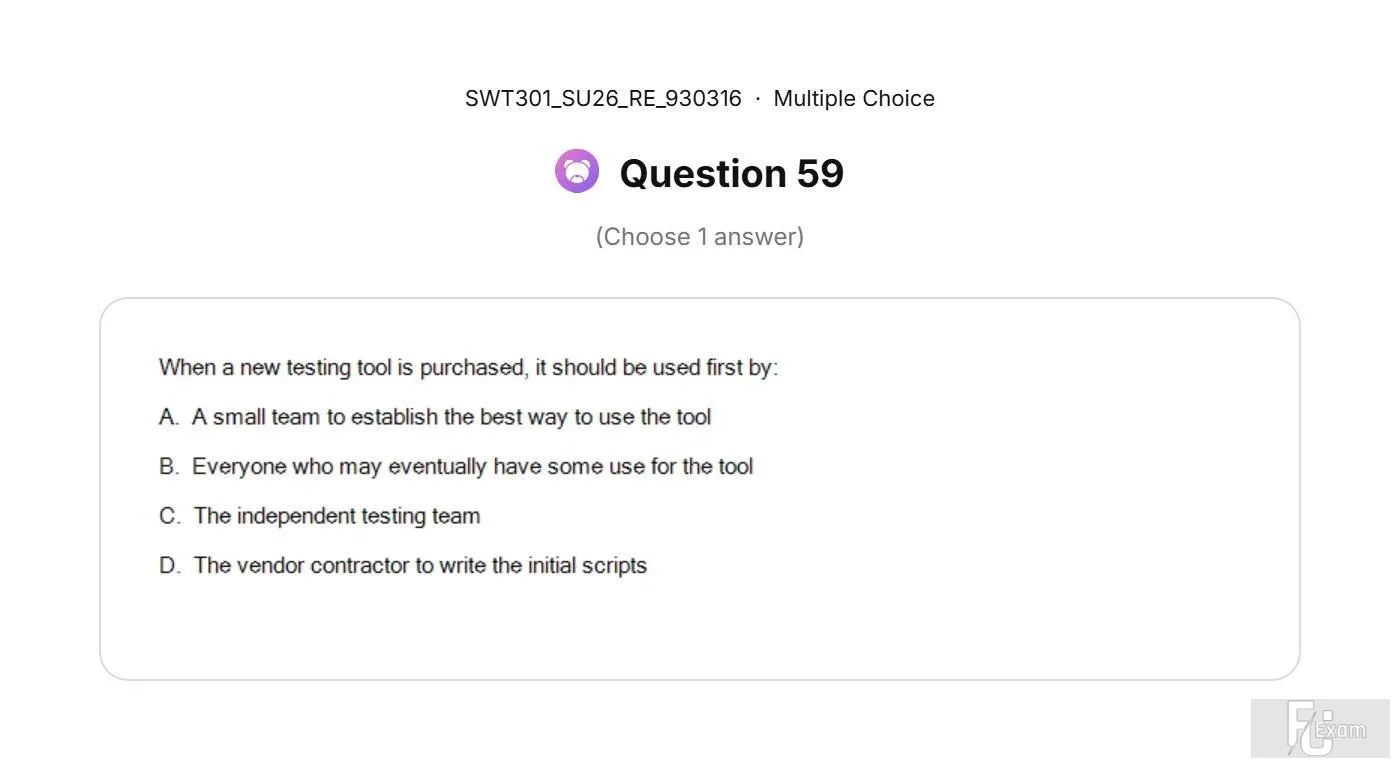 SWT301_SU26_RE_930316 · Multiple Choice
Question 59
(Choose 1 answer)
When a new testing tool is purchased, it should be used first by:
A. A small team to establish the best way to use the tool
B. Everyone who may eventually have some use for the tool
C. The independent testing team
D. The vendor contractor to write the initial scripts
Exam